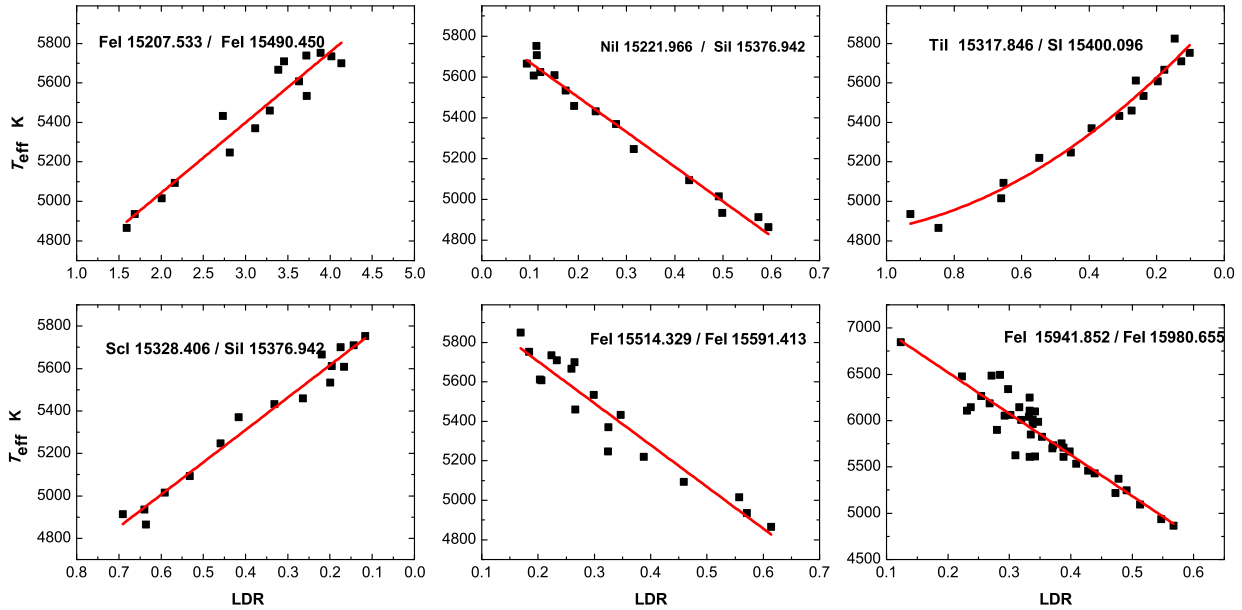 FeI 15207.533 / FeI 15490.450
NiI 15221.966 / SiI 15376.942
TiI 15317.846 / SI 15400.096
5800
5600
5400
5200
5000
4800
Teff K
1.0 1.5 2.0 2.5 3.0 3.5 4.0 4.5 5.0
5800
5600
5400
5200
5000
4800
0.0 0.1 0.2 0.3 0.4 0.5 0.6 0.7
5800
5600
5400
5200
5000
4800
1.0 0.8 0.6 0.4 0.2 0.0
ScI 15328.406 / SiI 15376.942
FeI 15514.329 / FeI 15591.413
FeI 15941.852 / FeI 15980.655
5800
5600
5400
5200
5000
4800
Teff K
0.8 0.7 0.6 0.5 0.4 0.3 0.2 0.1 0.0
LDR
5800
5600
5400
5200
5000
4800
0.1 0.2 0.3 0.4 0.5 0.6 0.7
LDR
7000
6500
6000
5500
5000
4500
0.1 0.2 0.3 0.4 0.5 0.6
LDR